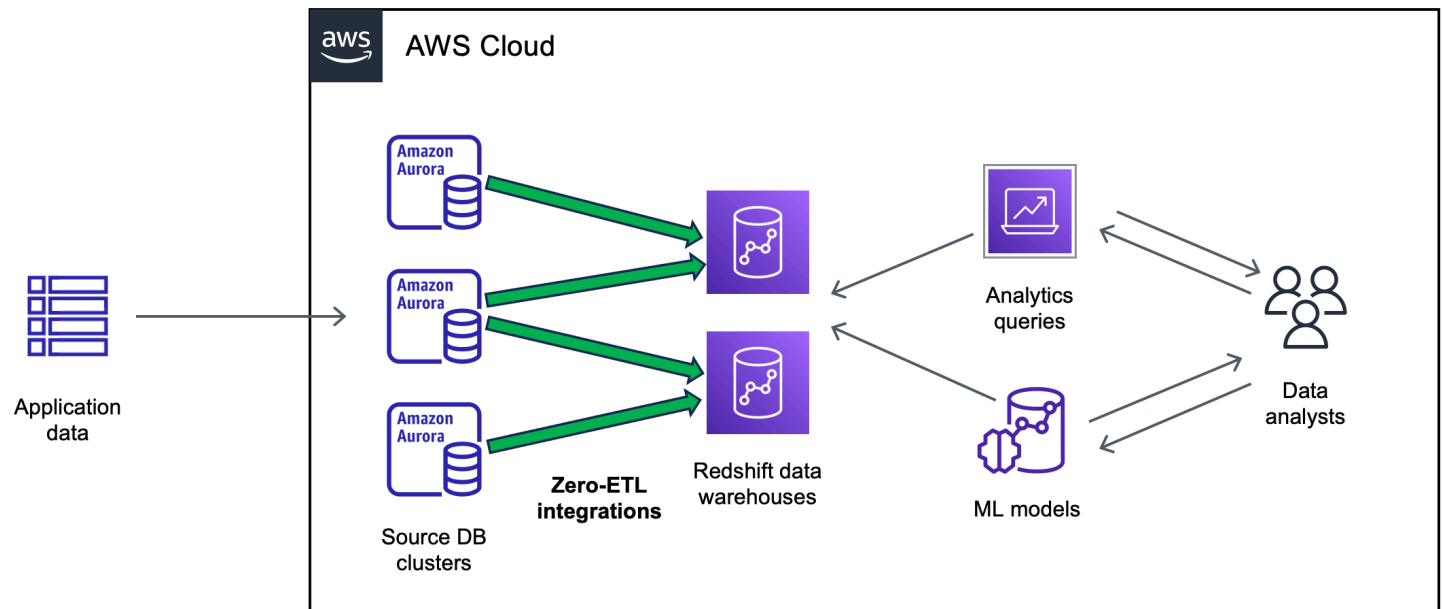 aws
AWS Cloud
Amazon
Aurora
Amazon
Aurora
Amazon
Aurora
Application
data
Source DB
clusters
Zero-ETL
integrations
Redshift data
warehouses
Analytics
queries
ML models
Data
analysts